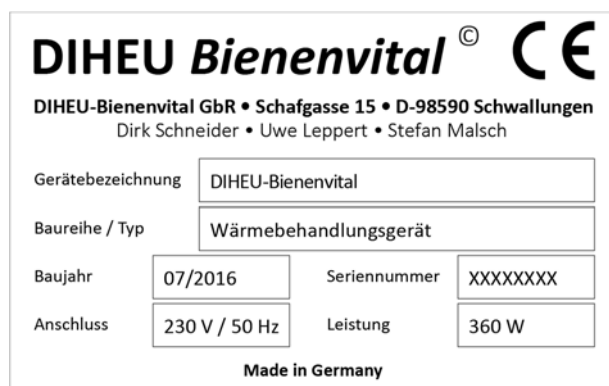 DIHEU Bienenvital © CE
DIHEU-Bienenvital GbR • Schafgasse 15 • D-98590 Schwallungen
Dirk Schneider • Uwe Leppert • Stefan Malsch
Gerätebezeichnung DIHEU-Bienenvital
Baureihe / Typ Wärmebehandlungsgerät
Baujahr 07/2016 Seriennummer XXXXXXXX
Anschluss 230 V / 50 Hz Leistung 360 W
Made in Germany